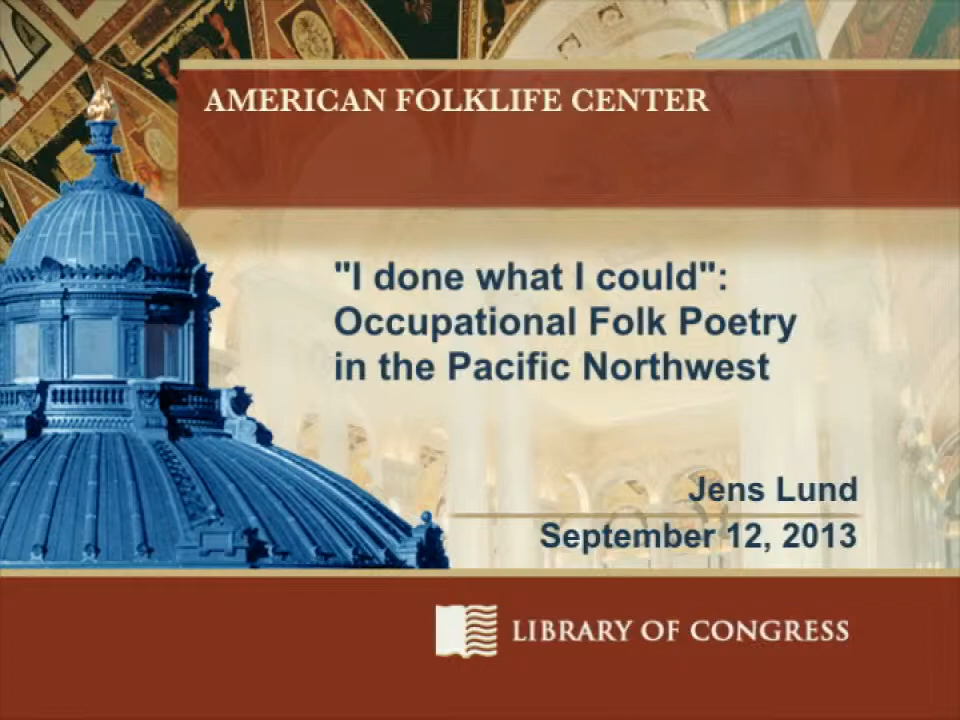 AMERICAN FOLKLIFE CENTER
"I done what I could":
Occupational Folk Poetry
in the Pacific Northwest
Jens Lund
September 12, 2013
LIBRARY OF CONGRESS